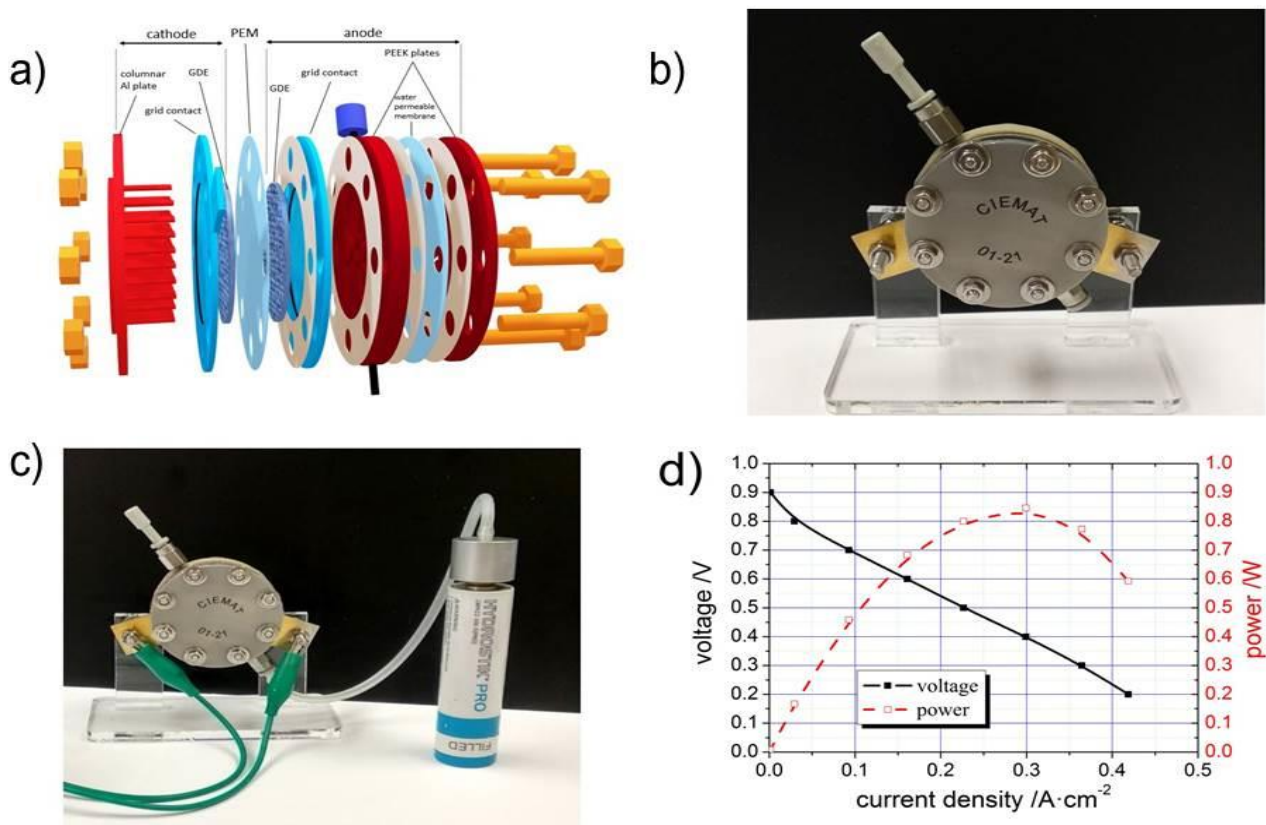 a)
cathode
PEM
anode
columnar
Al plate
GDE
grid contact
GDE
grid contact
PEEK plates
water
permeable
membrane
b)
CIEMAT
01-21
c)
CIEMAT
01-21
HYDROSTIK PRO
FILLED
d)
voltage /V
1.0
0.9
0.8
0.7
0.6
0.5
0.4
0.3
0.2
0.1
0.0
voltage
power
0.0 0.1 0.2 0.3 0.4 0.5
current density /A·cm⁻²
1.0
0.9
0.8
0.7
0.6
0.5
0.4
0.3
0.2
0.1
0.0
power /W